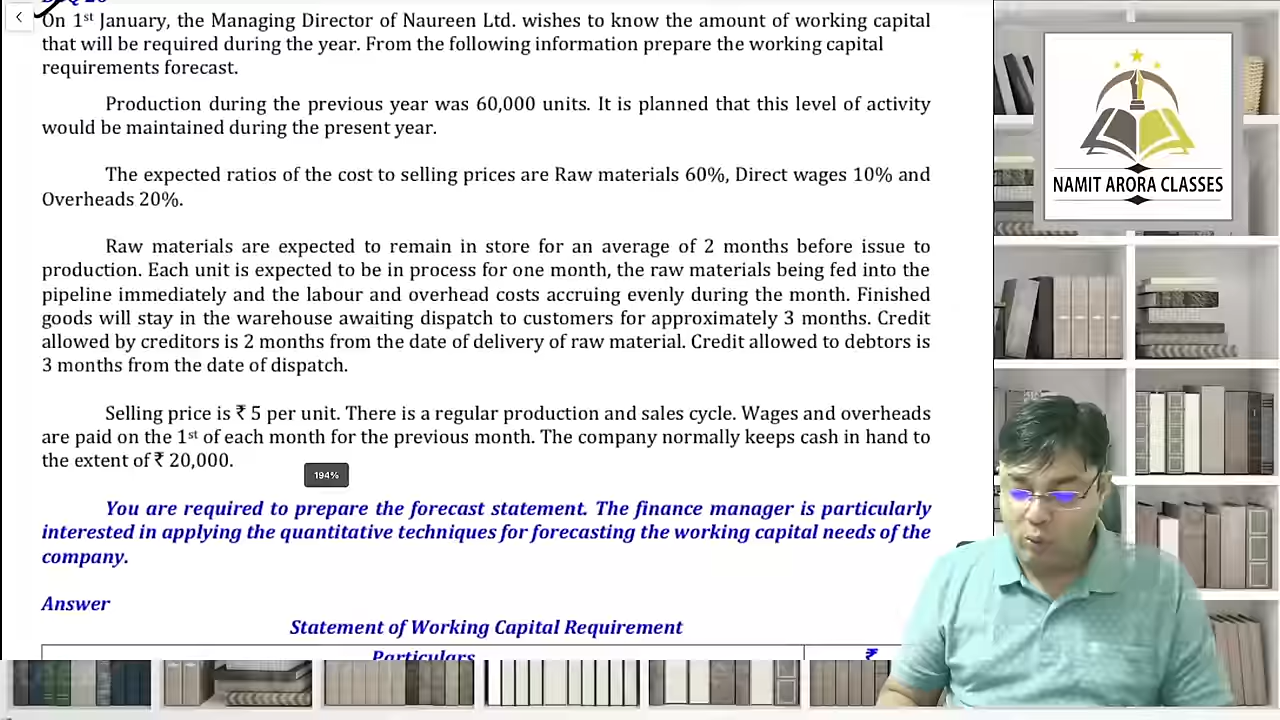 On 1st January, the Managing Director of Naureen Ltd. wishes to know the amount of working capital
that will be required during the year. From the following information prepare the working capital
requirements forecast.
Production during the previous year was 60,000 units. It is planned that this level of activity
would be maintained during the present year.
The expected ratios of the cost to selling prices are Raw materials 60%, Direct wages 10% and
Overheads 20%.
Raw materials are expected to remain in store for an average of 2 months before issue to
production. Each unit is expected to be in process for one month, the raw materials being fed into the
pipeline immediately and the labour and overhead costs accruing evenly during the month. Finished
goods will stay in the warehouse awaiting dispatch to customers for approximately 3 months. Credit
allowed by creditors is 2 months from the date of delivery of raw material. Credit allowed to debtors is
3 months from the date of dispatch.
Selling price is ₹ 5 per unit. There is a regular production and sales cycle. Wages and overheads
are paid on the 1st of each month for the previous month. The company normally keeps cash in hand to
the extent of ₹ 20,000.
194%
You are required to prepare the forecast statement. The finance manager is particularly
interested in applying the quantitative techniques for forecasting the working capital needs of the
company.
Answer
Statement of Working Capital Requirement
Particulars ₹
NAMIT ARORA CLASSES